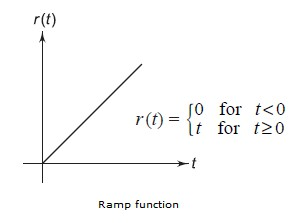 r(t)
r(t) = {0 for t<0
t for t≥0
t
Ramp function